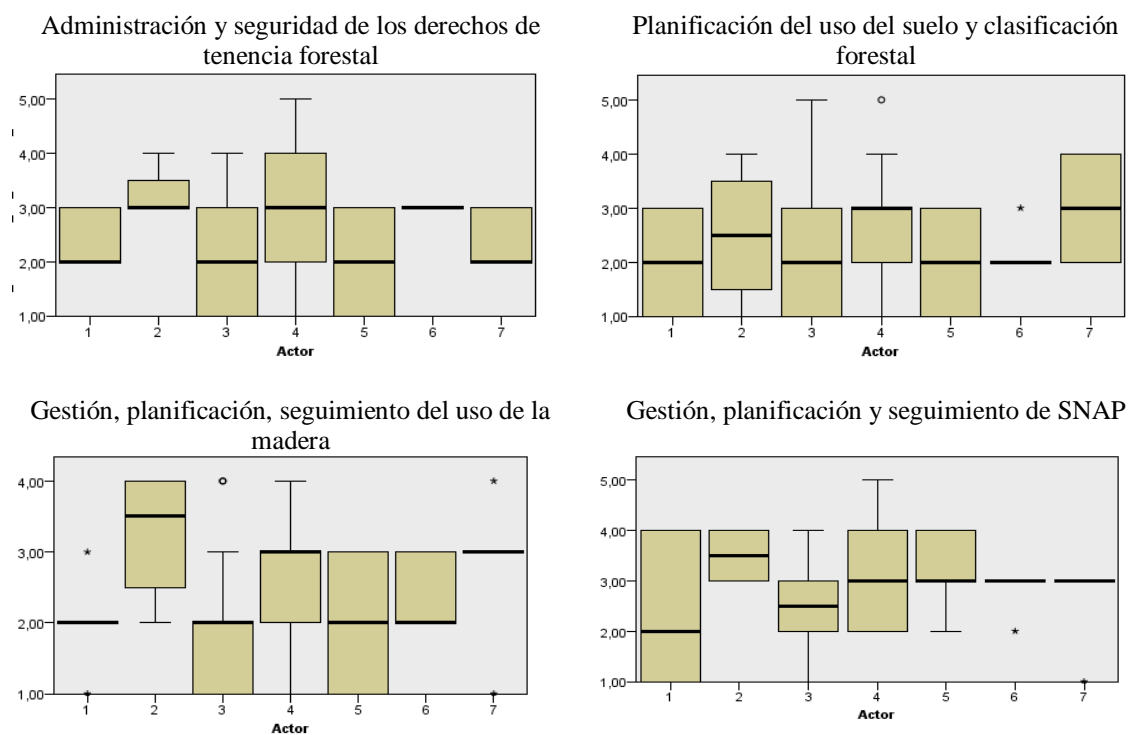 Administración y seguridad de los derechos de
tenencia forestal
5,00
4,00
3,00
2,00
1,00
1 2 3 4 5 6 7
Actor
Planificación del uso del suelo y clasificación
forestal
5,00
4,00
3,00
2,00
1,00
1 2 3 4 5 6 7
Actor
Gestión, planificación, seguimiento del uso de la
madera
4,00
3,00
2,00
1,00
1 2 3 4 5 6 7
Actor
Gestión, planificación y seguimiento de SNAP
5,00
4,00
3,00
2,00
1,00
1 2 3 4 5 6 7
Actor